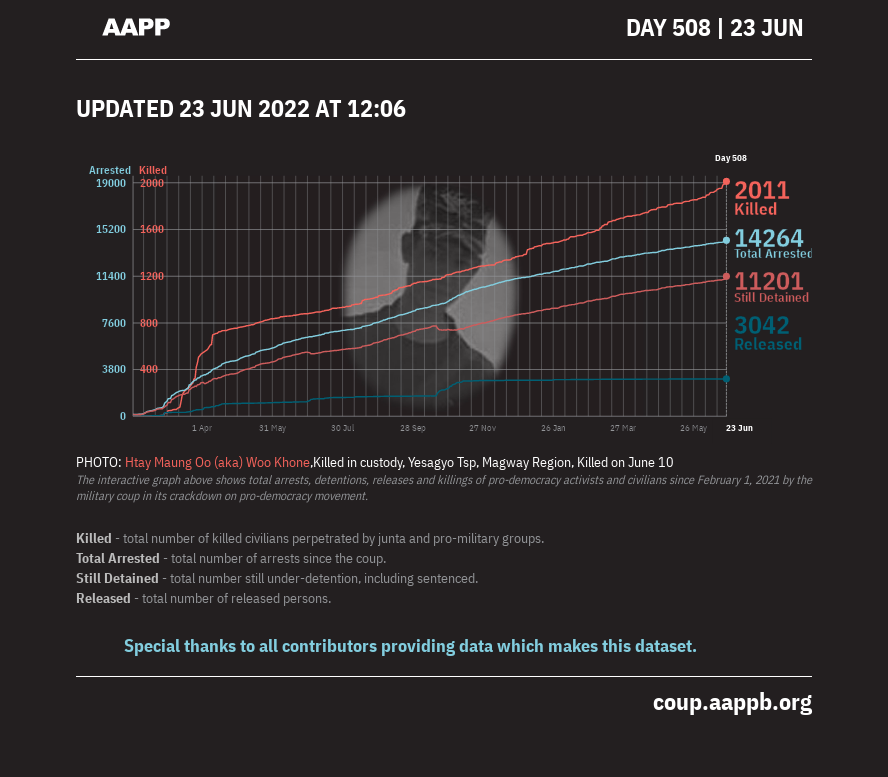 AAPP
DAY 508 | 23 JUN
UPDATED 23 JUN 2022 AT 12:06
Day 508
Arrested Killed
19000 2000
15200 1600
11400 1200
7600 800
3800 400
0
2011
Killed
14264
Total Arrested
11201
Still Detained
3042
Released
1 Apr 31 May 30 Jul 28 Sep 27 Nov 26 Jan 27 Mar 26 May 23 Jun
PHOTO: Htay Maung Oo (aka) Woo Khone,Killed in custody, Yesagyo Tsp, Magway Region, Killed on June 10
The interactive graph above shows total arrests, detentions, releases and killings of pro-democracy activists and civilians since February 1, 2021 by the
military coup in its crackdown on pro-democracy movement.
Killed - total number of killed civilians perpetrated by junta and pro-military groups.
Total Arrested - total number of arrests since the coup.
Still Detained - total number still under-detention, including sentenced.
Released - total number of released persons.
Special thanks to all contributors providing data which makes this dataset.
coup.aappb.org